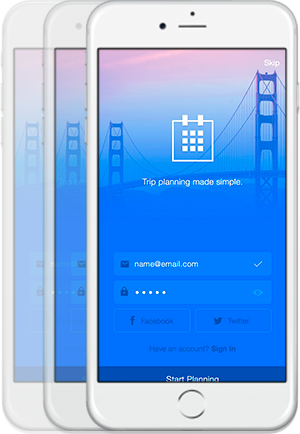 Skip
Trip planning made simple.
name@email.com
Facebook
Twitter
Have an account? Sign In
Start Planning